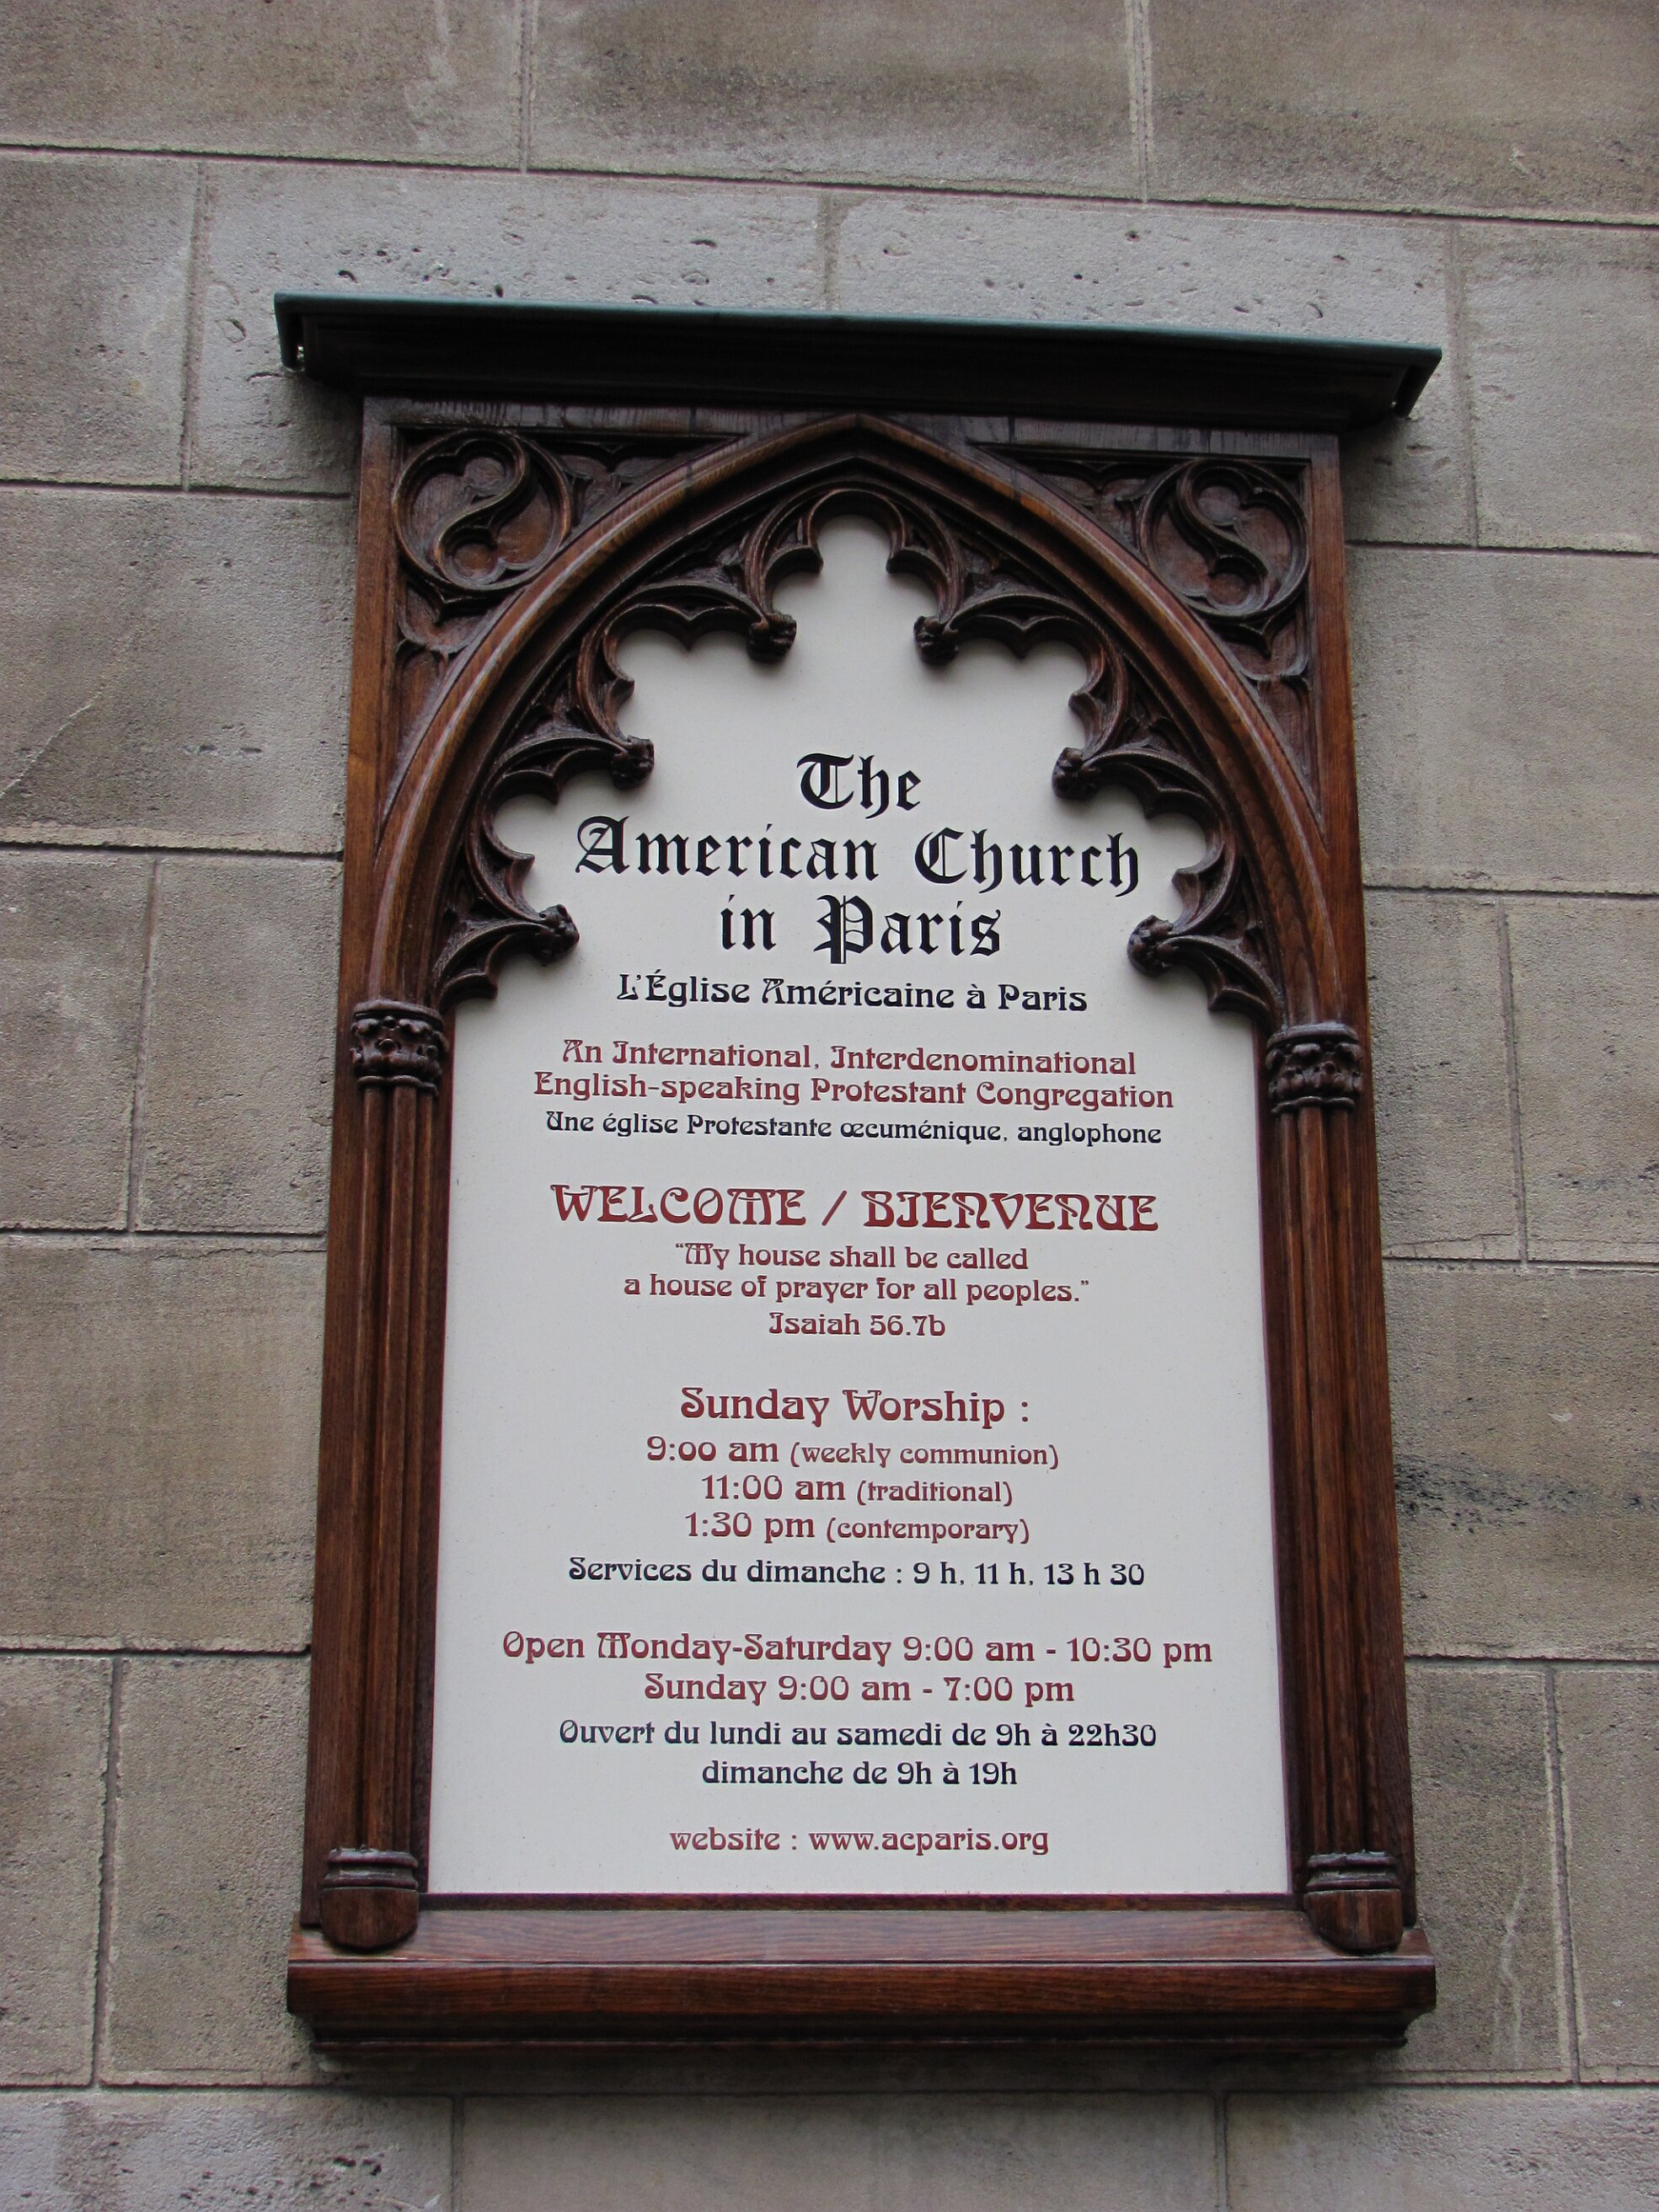 The
American Church
in Paris
L'Église Américaine à Paris
An International, Interdenominational
English-speaking Protestant Congregation
Une église Protestante œcuménique, anglophone
WELCOME / BIENVENUE
"My house shall be called
a house of prayer for all peoples."
Isaiah 56.7b
Sunday Worship :
9:00 am (weekly communion)
11:00 am (traditional)
1:30 pm (contemporary)
Services du dimanche : 9 h, 11 h, 13 h 30
Open Monday-Saturday 9:00 am - 10:30 pm
Sunday 9:00 am - 7:00 pm
Ouvert du lundi au samedi de 9h à 22h30
dimanche de 9h à 19h
website : www.acparis.org